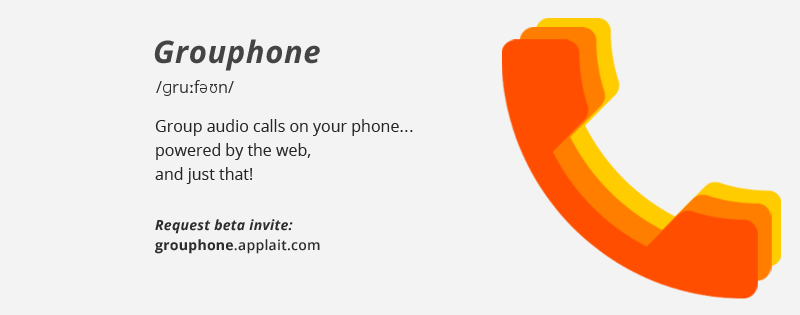 Grouphone
/ɡruːfəʊn/
Group audio calls on your phone...
powered by the web,
and just that!
Request beta invite:
grouphone.applait.com